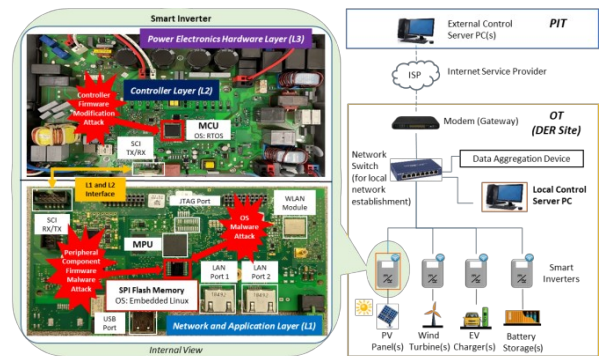 Smart Inverter
Power Electronics Hardware Layer (L3)
Controller Layer (L2)
Controller
Firmware
Modification
Attack
MCU
OS: RTOS
SCI
TX/RX
L1 and L2
Interface
JTAG Port
OS
Malware
Attack
WLAN
Module
SCI
RX/TX
MPU
Peripheral
Component
Firmware
Malware
Attack
LAN
Port 1
LAN
Port 2
SPI Flash Memory
OS: Embedded Linux
USB
Port
Network and Application Layer (L1)
Internal View
External Control
Server PC(s)
PIT
ISP
Internet Service Provider
OT
(DER Site)
Modem (Gateway)
Network
Switch
(for local
network
establishment)
Data Aggregation Device
Local Control
Server PC
Smart
Inverters
PV
Panel(s)
Wind
Turbine(s)
EV
Charger(s)
Battery
Storage(s)